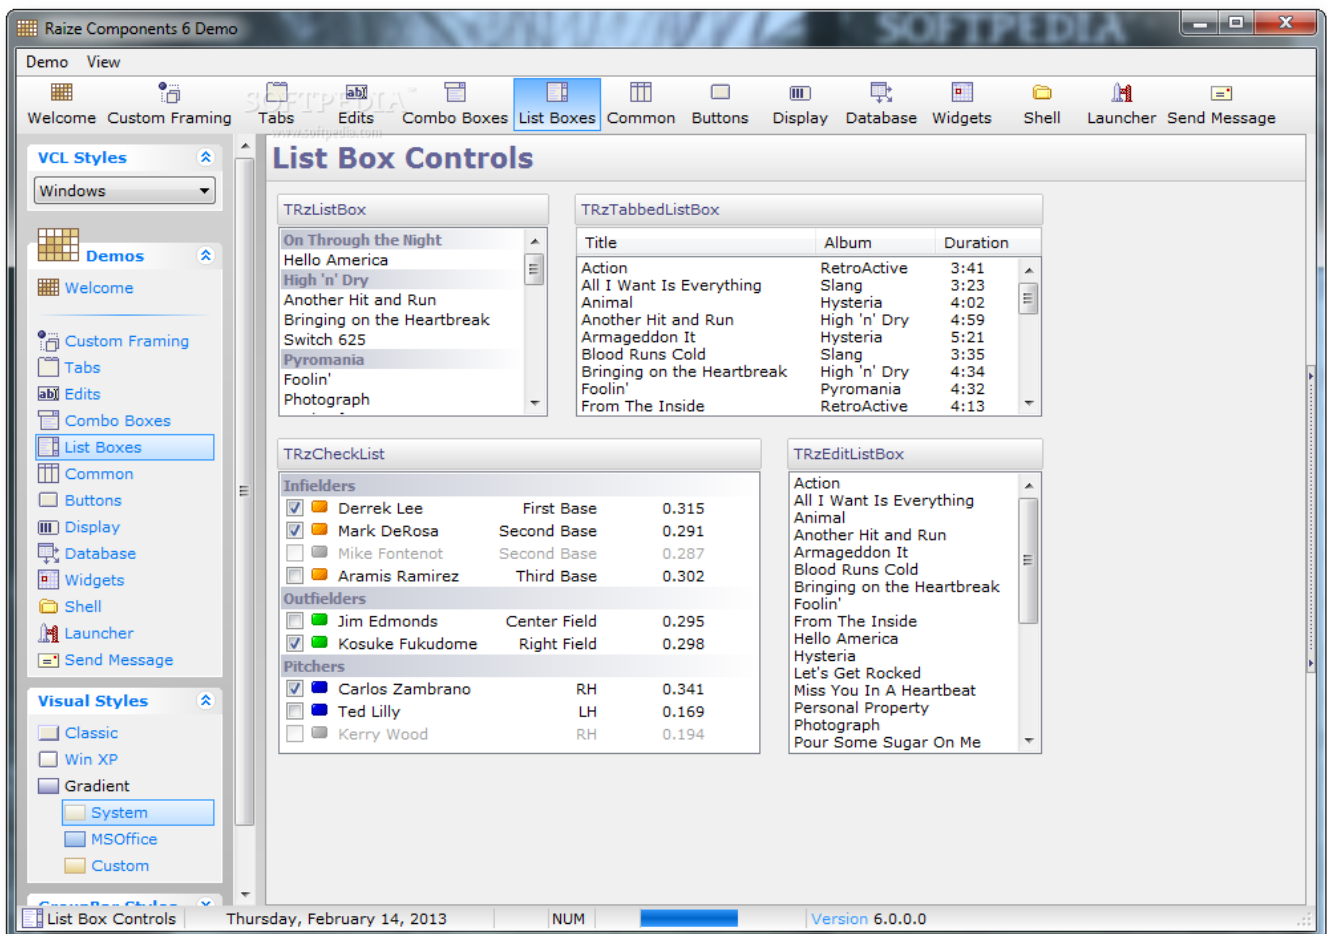 SOFTPEDIA
Raize Components 6 Demo
Demo View
Welcome Custom Framing Tabs Edits Combo Boxes List Boxes Common Buttons Display Database Widgets Shell Launcher Send Message
SOFTPEDIA
www.softpedia.com
VCL Styles
Windows
Demos
Welcome
Custom Framing
Tabs
Edits
Combo Boxes
List Boxes
Common
Buttons
Display
Database
Widgets
Shell
Launcher
Send Message
Visual Styles
Classic
Win XP
Gradient
System
MSOffice
Custom
GroupBar Styles
List Box Controls
TRzListBox
On Through the Night
Hello America
High 'n' Dry
Another Hit and Run
Bringing on the Heartbreak
Switch 625
Pyromania
Foolin'
Photograph
TRzTabbedListBox
Title Album Duration
Action RetroActive 3:41
All I Want Is Everything Slang 3:23
Animal Hysteria 4:02
Another Hit and Run High 'n' Dry 4:59
Armageddon It Hysteria 5:21
Blood Runs Cold Slang 3:35
Bringing on the Heartbreak High 'n' Dry 4:34
Foolin' Pyromania 4:32
From The Inside RetroActive 4:13
TRzCheckList
Infielders
Derrek Lee First Base 0.315
Mark DeRosa Second Base 0.291
Mike Fontenot Second Base 0.287
Aramis Ramirez Third Base 0.302
Outfielders
Jim Edmonds Center Field 0.295
Kosuke Fukudome Right Field 0.298
Pitchers
Carlos Zambrano RH 0.341
Ted Lilly LH 0.169
Kerry Wood RH 0.194
TRzEditListBox
Action
All I Want Is Everything
Animal
Another Hit and Run
Armageddon It
Blood Runs Cold
Bringing on the Heartbreak
Foolin'
From The Inside
Hello America
Hysteria
Let's Get Rocked
Miss You In A Heartbeat
Personal Property
Photograph
Pour Some Sugar On Me
List Box Controls Thursday, February 14, 2013 NUM Version 6.0.0.0